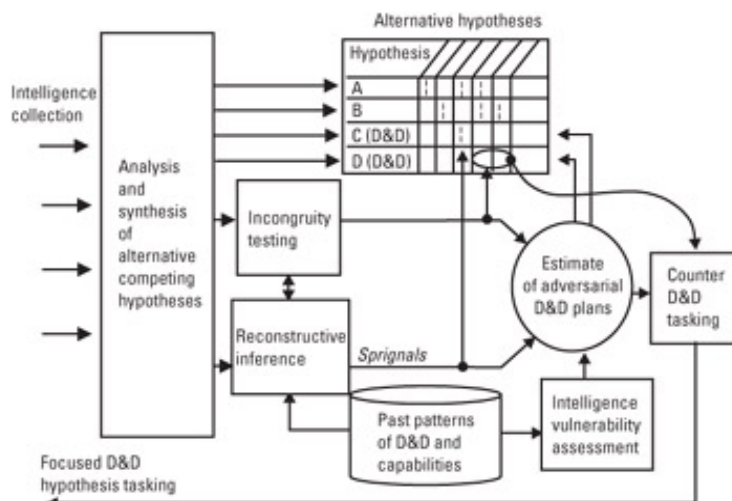 Alternative hypotheses
Hypothesis
A
B
C (D&D)
D (D&D)
Intelligence
collection
Analysis
and
synthesis
of
alternative
competing
hypotheses
Incongruity
testing
Reconstructive
inference
Sprignals
Estimate
of adversarial
D&D plans
Counter
D&D
tasking
Past patterns
of D&D and
capabilities
Intelligence
vulnerability
assessment
Focused D&D
hypothesis tasking